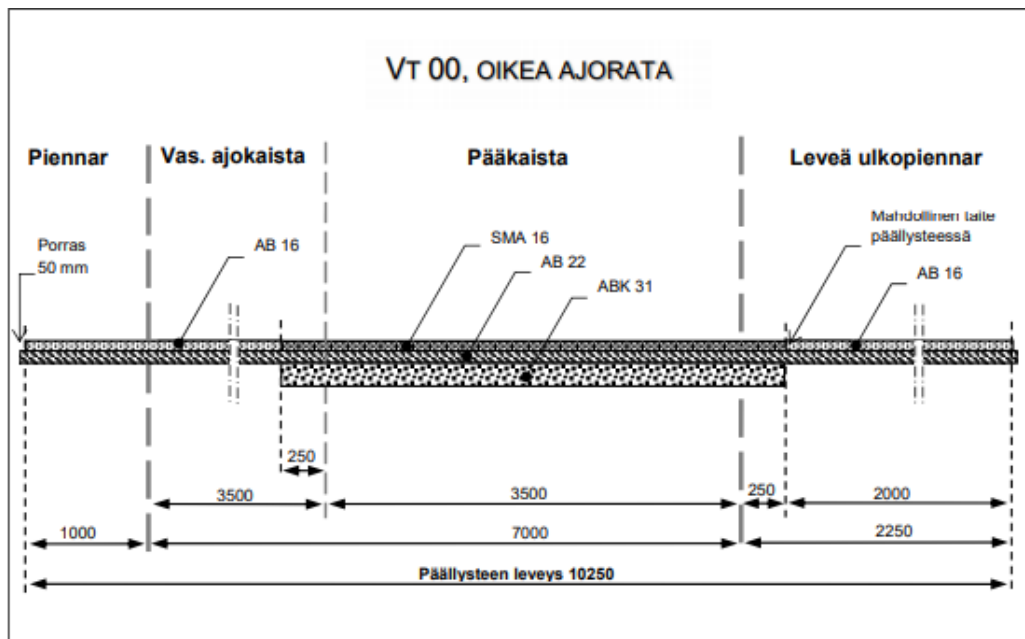 VT 00, OIKEA AJORATA
Piennar
Vas. ajokaista
Pääkaista
Leveä ulkopiennar
Porras
50 mm
AB 16
SMA 16
AB 22
ABK 31
Mahdollinen taite
päällysteessä
AB 16
250
3500
3500
250
2000
1000
7000
2250
Päällysteen leveys 10250